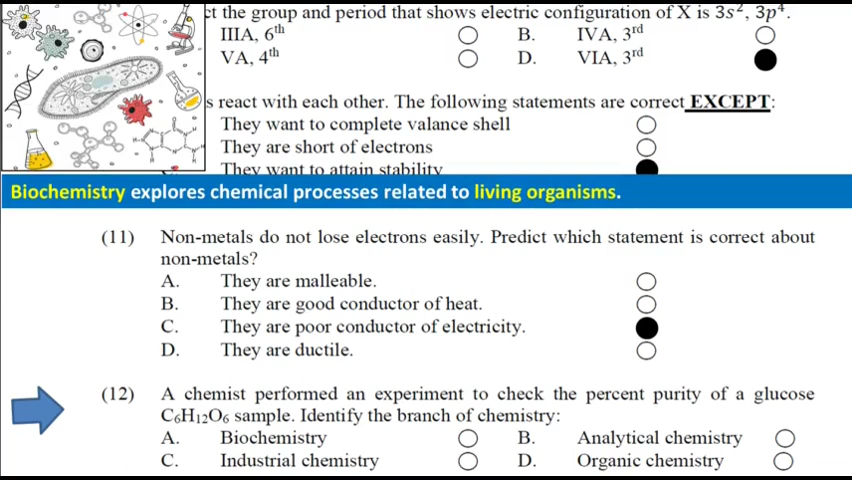 ct the group and period that shows electric configuration of X is 3s², 3p⁴.
IIIA, 6th B. IVA, 3rd
VA, 4th D. VIA, 3rd
s react with each other. The following statements are correct EXCEPT:
They want to complete valance shell
They are short of electrons
They want to attain stability
Biochemistry explores chemical processes related to living organisms.
(11) Non-metals do not lose electrons easily. Predict which statement is correct about
non-metals?
A. They are malleable.
B. They are good conductor of heat.
C. They are poor conductor of electricity.
D. They are ductile.
(12) A chemist performed an experiment to check the percent purity of a glucose
C₆H₁₂O₆ sample. Identify the branch of chemistry:
A. Biochemistry B. Analytical chemistry
C. Industrial chemistry D. Organic chemistry